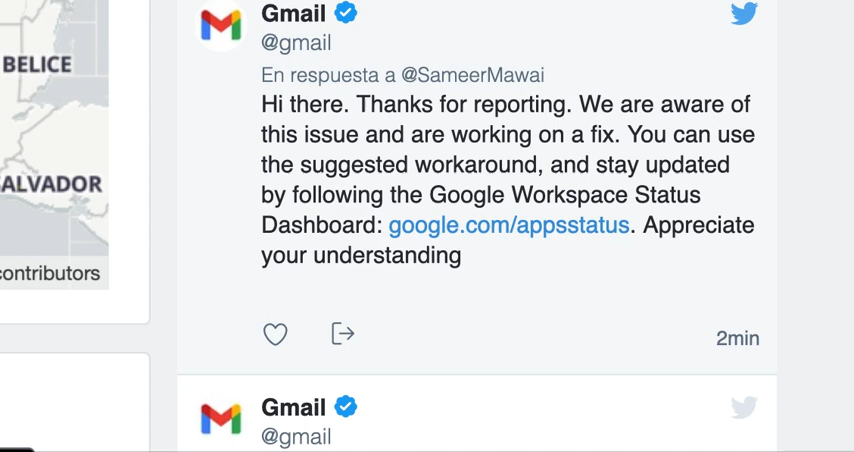 BELICE
ALVADOR
contributors
Gmail
@gmail
En respuesta a @SameerMawai
Hi there. Thanks for reporting. We are aware of
this issue and are working on a fix. You can use
the suggested workaround, and stay updated
by following the Google Workspace Status
Dashboard: google.com/appsstatus. Appreciate
your understanding
2min
Gmail
@gmail